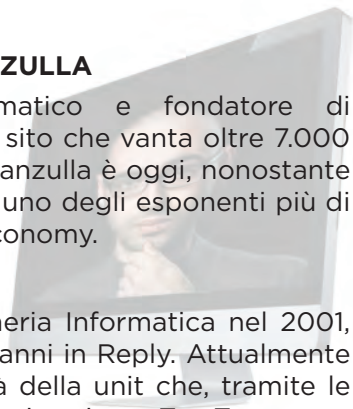 ZULLA
matico e fondatore di
sito che vanta oltre 7.000
anzulla è oggi, nonostante
uno degli esponenti più di
conomy.
neria Informatica nel 2001,
anni in Reply. Attualmente
à della unit che, tramite le